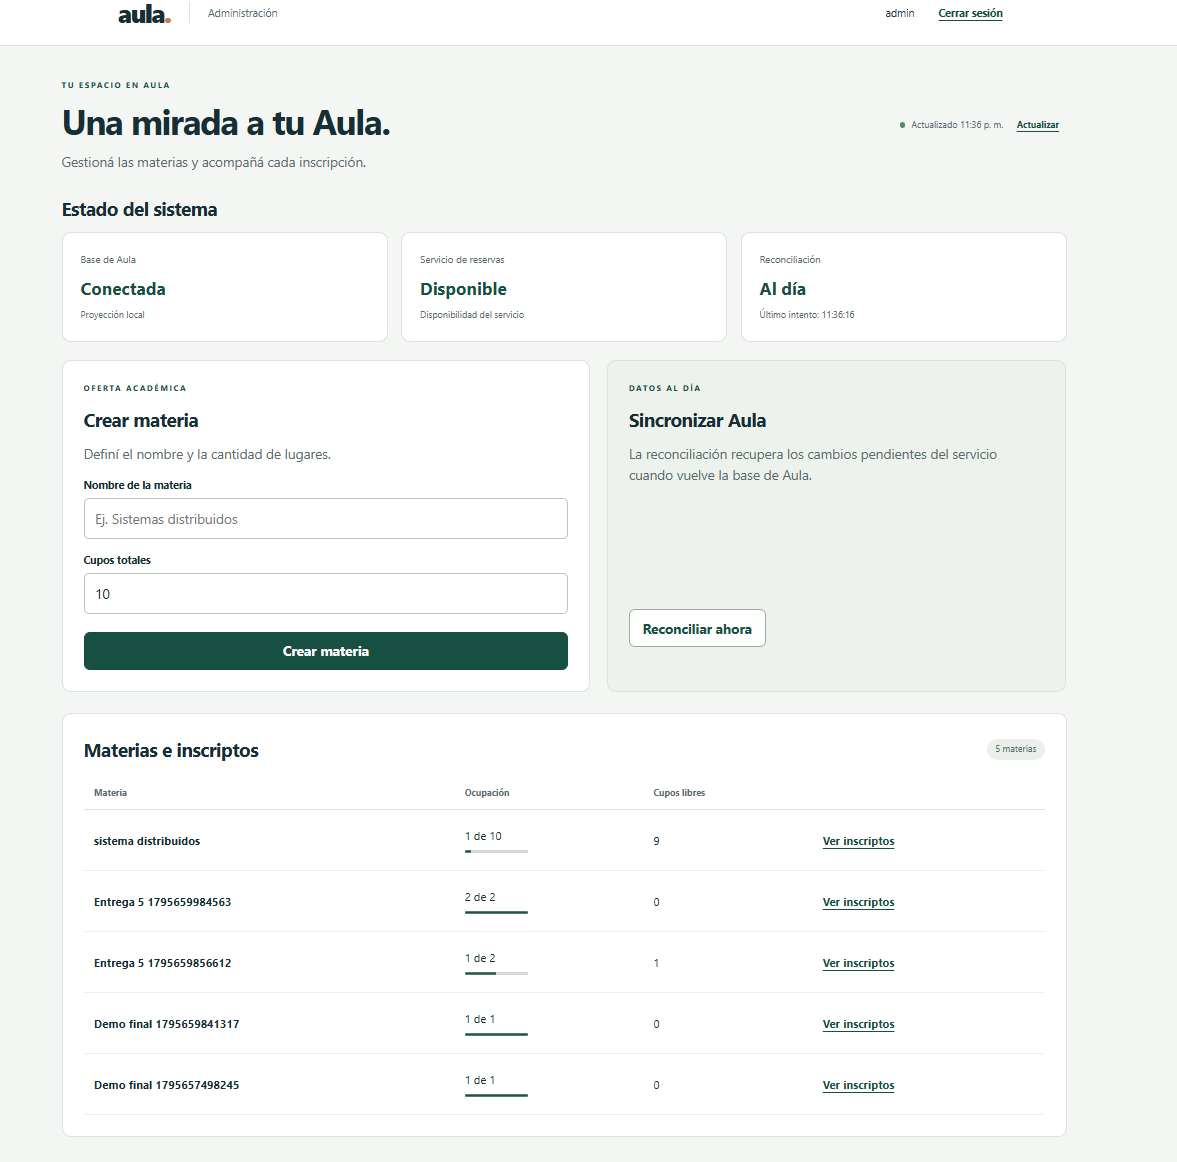 aula.
Administración
admin
Cerrar sesión
TU ESPACIO EN AULA
Una mirada a tu Aula.
Actualizado 11:36 p. m.
Actualizar
Gestioná las materias y acompañá cada inscripción.
Estado del sistema
Base de Aula
Conectada
Proyección local
Servicio de reservas
Disponible
Disponibilidad del servicio
Reconciliación
Al día
Último intento: 11:36:16
OFERTA ACADÉMICA
Crear materia
Definí el nombre y la cantidad de lugares.
Nombre de la materia
Ej. Sistemas distribuidos
Cupos totales
10
Crear materia
DATOS AL DÍA
Sincronizar Aula
La reconciliación recupera los cambios pendientes del servicio
cuando vuelve la base de Aula.
Reconciliar ahora
Materias e inscriptos
5 materias
Materia Ocupación Cupos libres
sistema distribuidos 1 de 10 9 Ver inscriptos
Entrega 5 1795659984563 2 de 2 0 Ver inscriptos
Entrega 5 1795659856612 1 de 2 1 Ver inscriptos
Demo final 1795659841317 1 de 1 0 Ver inscriptos
Demo final 1795657498245 1 de 1 0 Ver inscriptos